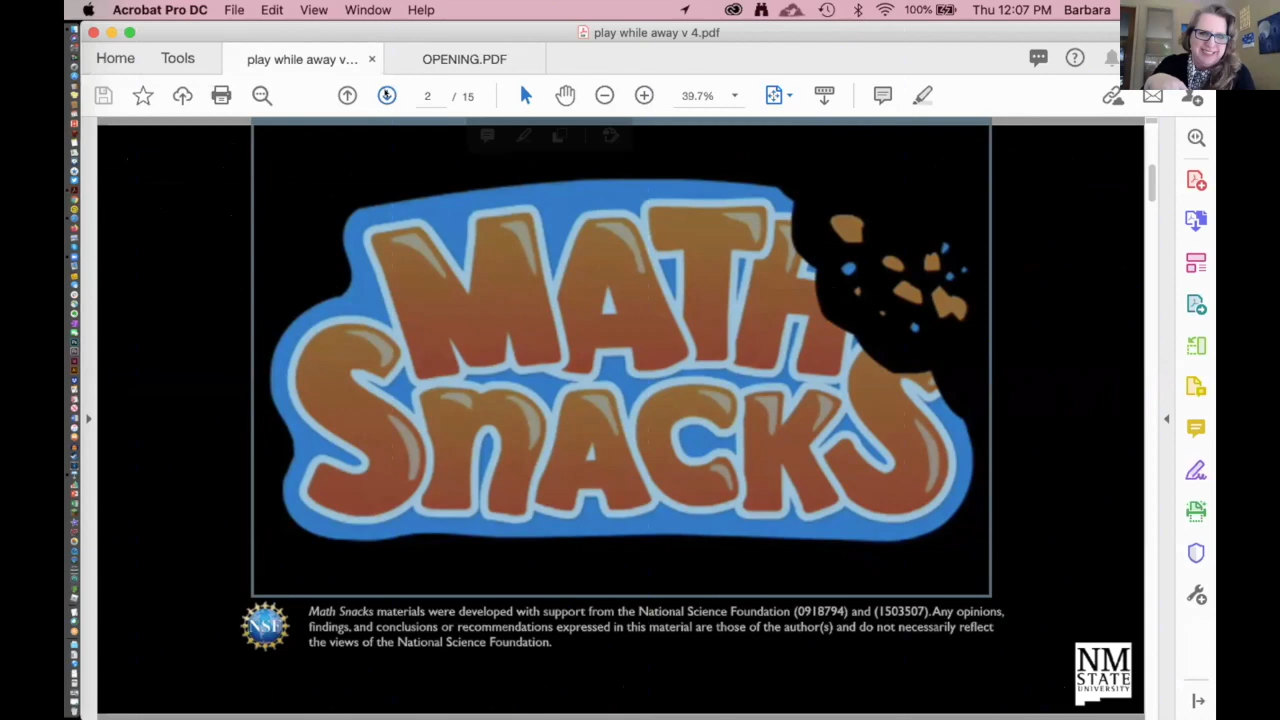 Acrobat Pro DC File Edit View Window Help 100% Thu 12:07 PM Barbara
play while away v 4.pdf
Home Tools play while away v... × OPENING.PDF
2 / 15 39.7%
MATH
SNACKS
NSF
Math Snacks materials were developed with support from the National Science Foundation (0918794) and (1503507). Any opinions,
findings, and conclusions or recommendations expressed in this material are those of the author(s) and do not necessarily reflect
the views of the National Science Foundation.
NM
STATE
UNIVERSITY